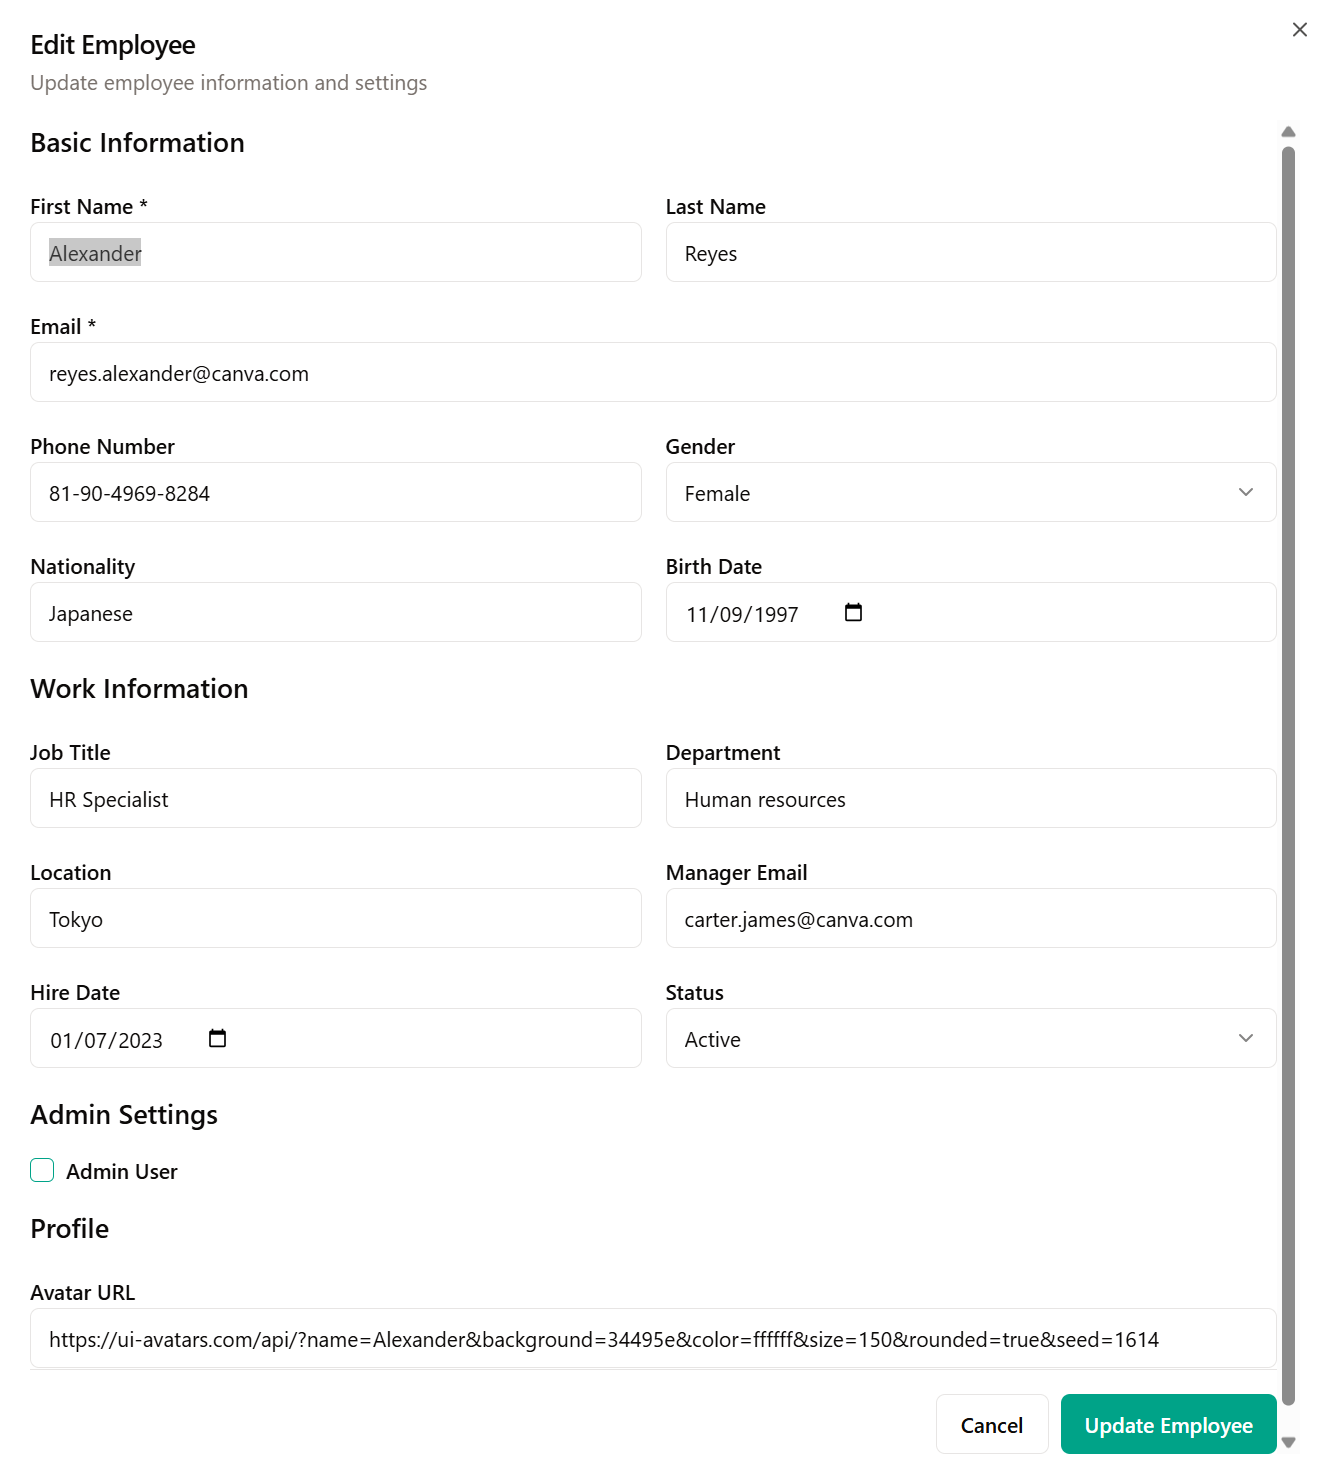 Edit Employee
Update employee information and settings
Basic Information
First Name *
Last Name
Alexander
Reyes
Email *
reyes.alexander@canva.com
Phone Number
Gender
81-90-4969-8284
Female
Nationality
Birth Date
Japanese
11/09/1997
Work Information
Job Title
Department
HR Specialist
Human resources
Location
Manager Email
Tokyo
carter.james@canva.com
Hire Date
Status
01/07/2023
Active
Admin Settings
Admin User
Profile
Avatar URL
https://ui-avatars.com/api/?name=Alexander&background=34495e&color=ffffff&size=150&rounded=true&seed=1614
Cancel
Update Employee